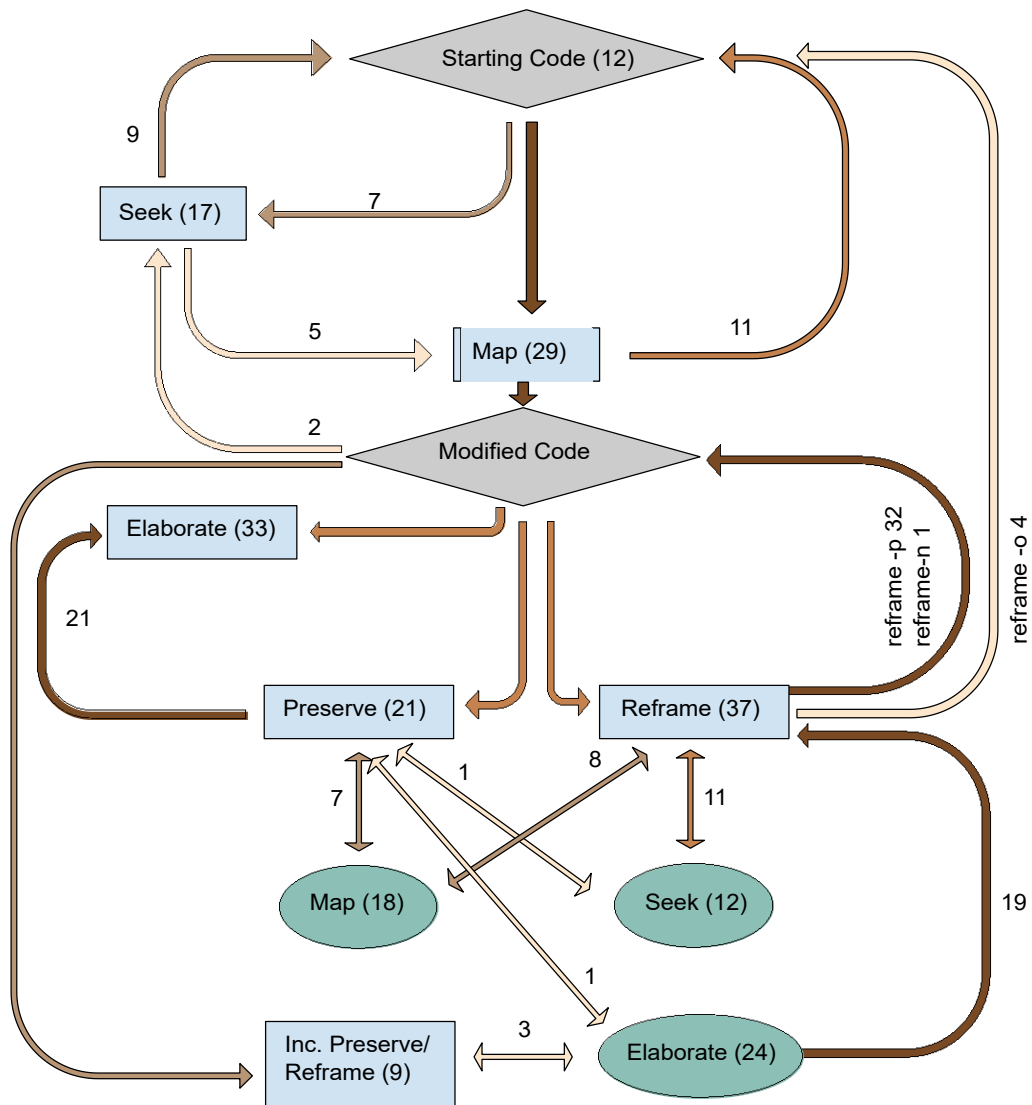 Starting Code (12)
9
7
Seek (17)
5
Map (29)
11
2
Modified Code
Elaborate (33)
reframe -p 32
reframe-n 1
reframe -o 4
21
Preserve (21)
Reframe (37)
7
1
8
11
Map (18)
Seek (12)
19
1
Inc. Preserve/
Reframe (9)
3
Elaborate (24)